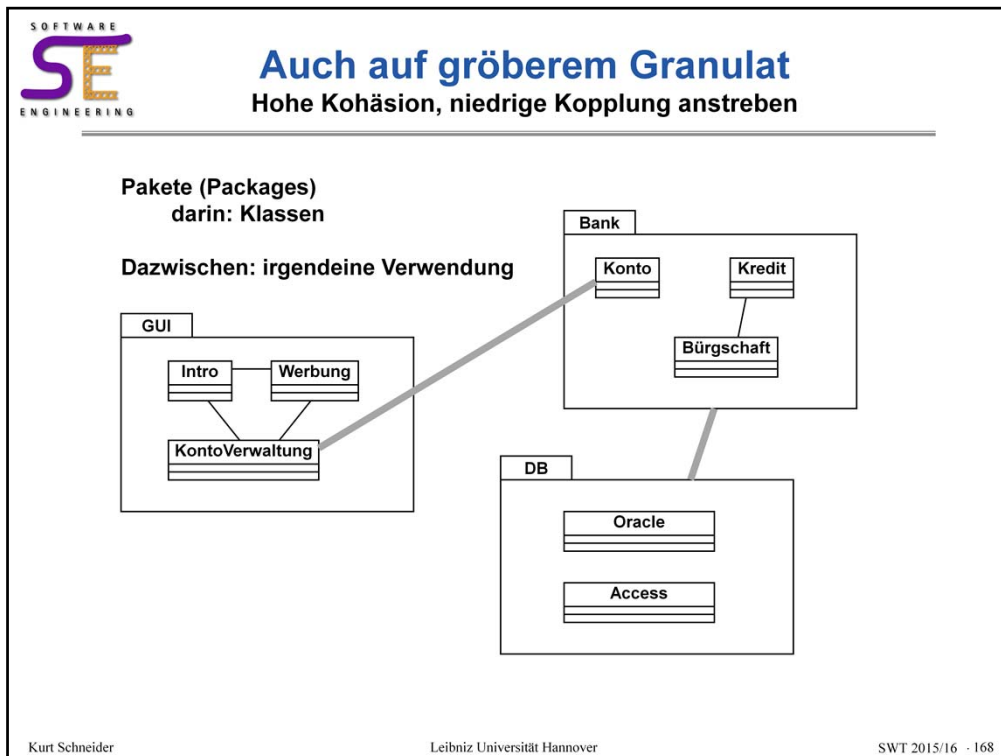 SOFTWARE
SE
ENGINEERING
Auch auf gröberem Granulat
Hohe Kohäsion, niedrige Kopplung anstreben
Pakete (Packages)
darin: Klassen
Dazwischen: irgendeine Verwendung
GUI
Intro
Werbung
KontoVerwaltung
Bank
Konto
Kredit
Bürgschaft
DB
Oracle
Access
Kurt Schneider
Leibniz Universität Hannover
SWT 2015/16 - 168